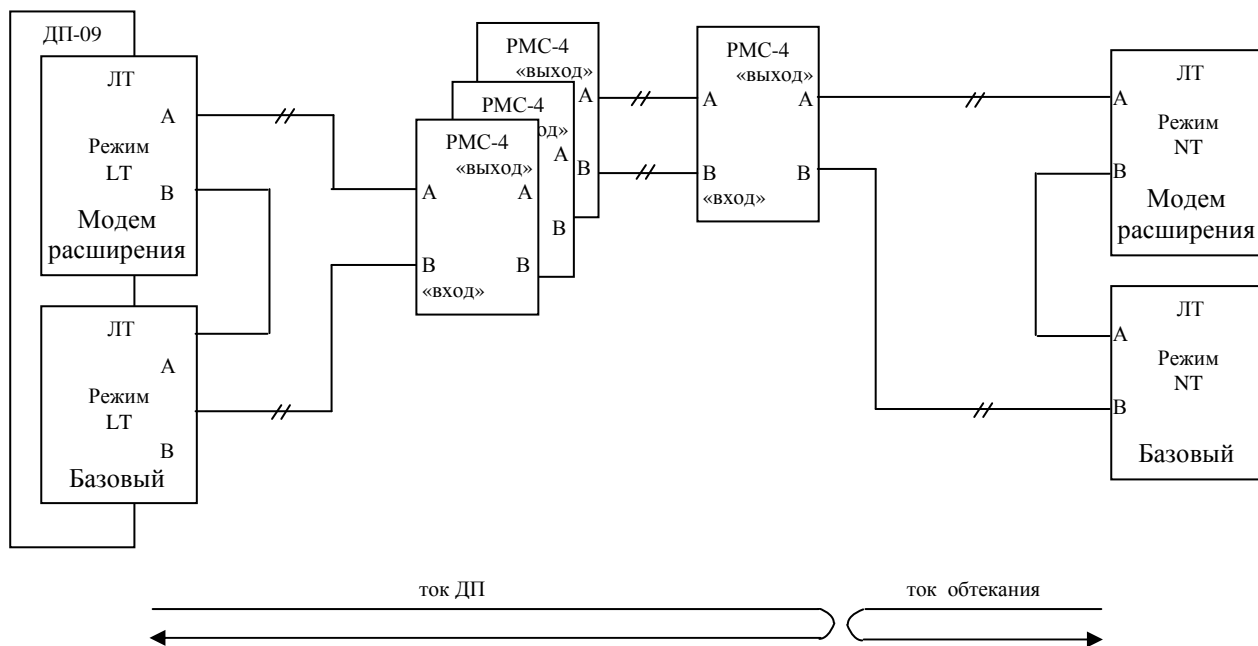 ДП-09
ЛТ
А
Режим
LT
В
Модем
расширения
ЛТ
А
Режим
LT
В
Базовый
РМС-4
«выход»
А
В
РМС-4
од»
А
В
РМС-4
«выход»
А
А
В
В
«вход»
РМС-4
«выход»
А
А
В
В
«вход»
ЛТ
А
Режим
NT
В
Модем
расширения
ЛТ
А
Режим
NT
В
Базовый
ток ДП
ток обтекания